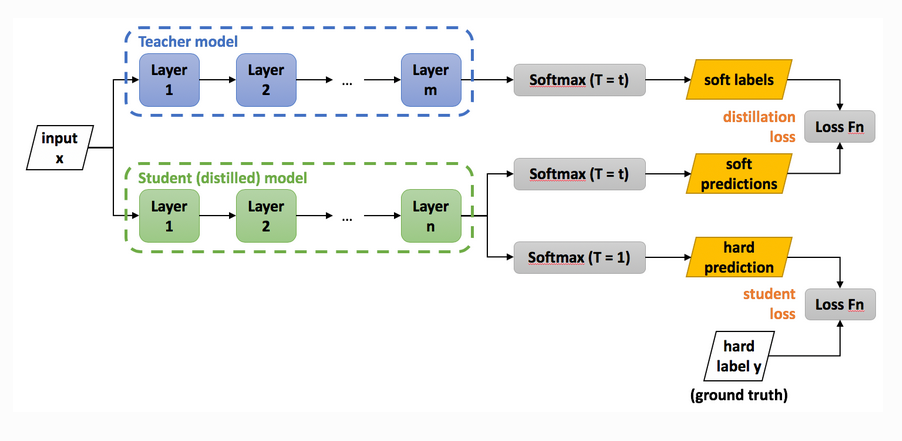 Teacher model
Layer
1
Layer
2
...
Layer
m
Softmax (T = t)
soft labels
distillation
loss
Loss Fn
input
x
Student (distilled) model
Layer
1
Layer
2
...
Layer
n
Softmax (T = t)
soft
predictions
Softmax (T = 1)
hard
prediction
student
loss
Loss Fn
hard
label y
(ground truth)